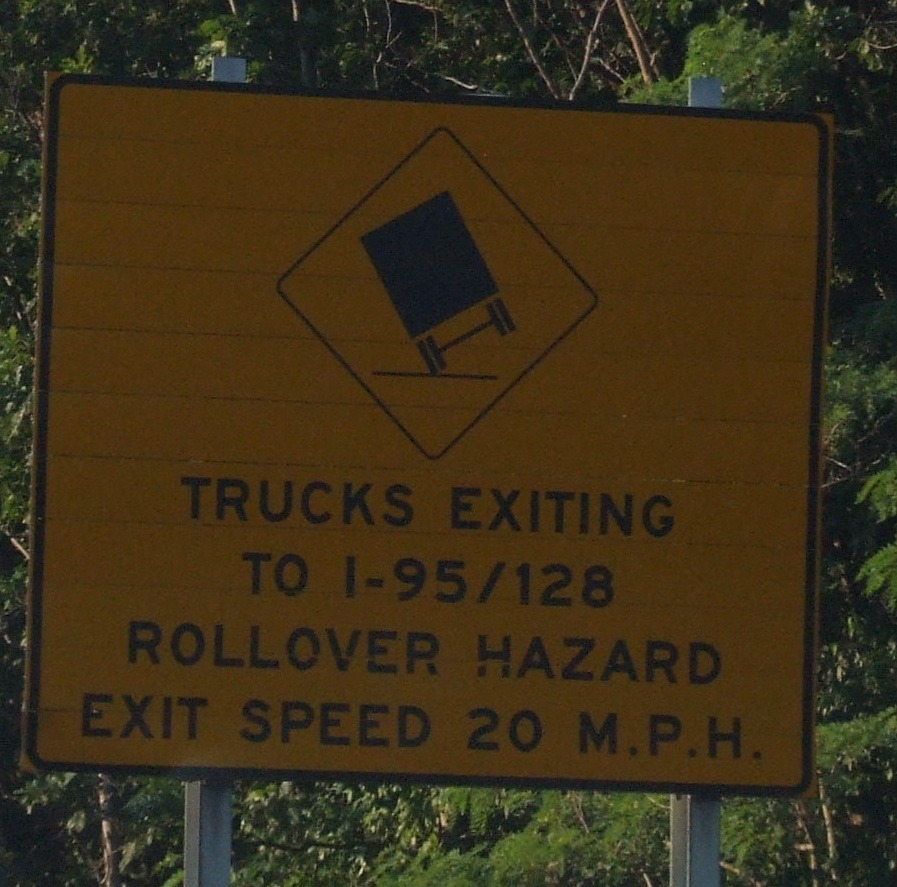 TRUCKS EXITING
TO I-95/128
ROLLOVER HAZARD
EXIT SPEED 20 M.P.H.